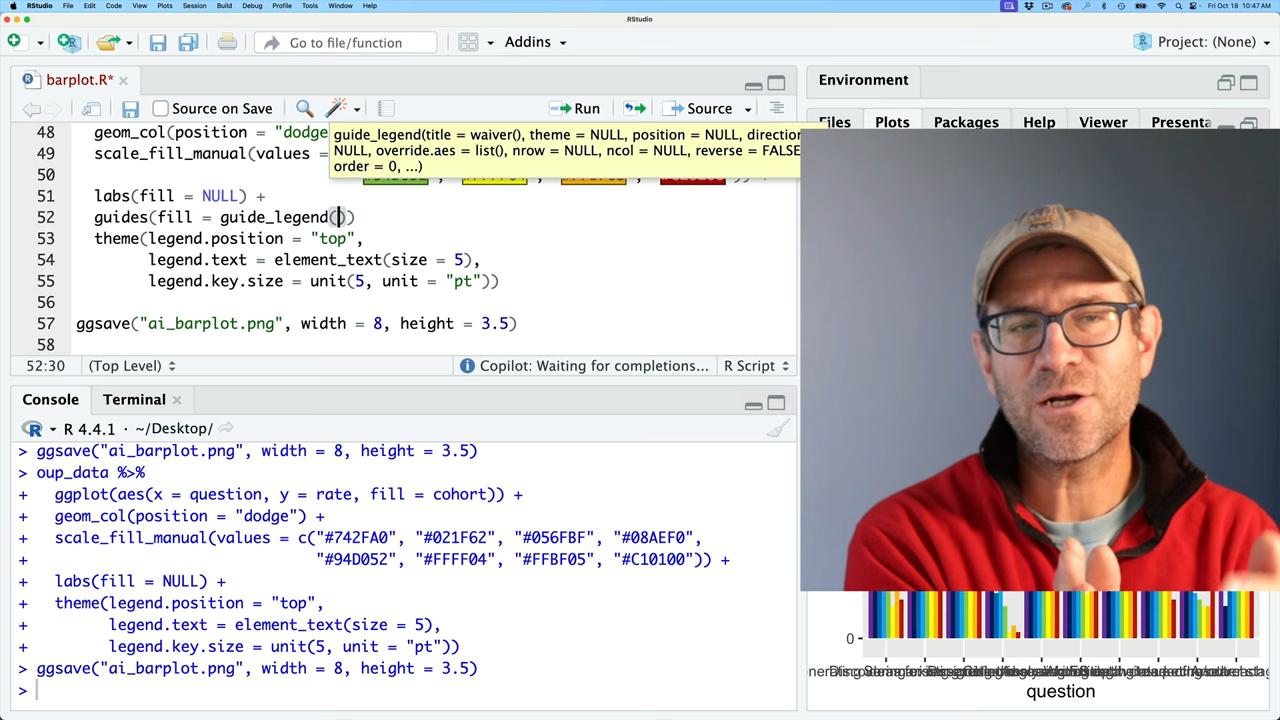 RStudio File Edit Code View Plots Session Build Debug Profile Tools Window Help
Fri Oct 18 10:47 AM
RStudio
Go to file/function
Addins
Project: (None)
barplot.R*
Source on Save
Run
Source
48 geom_col(position = "dodge
49 scale_fill_manual(values =
guide_legend(title = waiver(), theme = NULL, position = NULL, direction
NULL, override.aes = list(), nrow = NULL, ncol = NULL, reverse = FALSE
order = 0, ...)
50
51 labs(fill = NULL) +
52 guides(fill = guide_legend())
53 theme(legend.position = "top",
54 legend.text = element_text(size = 5),
55 legend.key.size = unit(5, unit = "pt"))
56
57 ggsave("ai_barplot.png", width = 8, height = 3.5)
58
52:30 (Top Level)
Copilot: Waiting for completions...
R Script
Console Terminal
R 4.4.1 · ~/Desktop/
> ggsave("ai_barplot.png", width = 8, height = 3.5)
> oup_data %>%
+ ggplot(aes(x = question, y = rate, fill = cohort)) +
+ geom_col(position = "dodge") +
+ scale_fill_manual(values = c("#742FA0", "#021F62", "#056FBF", "#08AEF0",
+ "#94D052", "#FFFF04", "#FFBF05", "#C10100")) +
+ labs(fill = NULL) +
+ theme(legend.position = "top",
+ legend.text = element_text(size = 5),
+ legend.key.size = unit(5, unit = "pt"))
> ggsave("ai_barplot.png", width = 8, height = 3.5)
>
Environment
Files Plots Packages Help Viewer Presenta
0
question